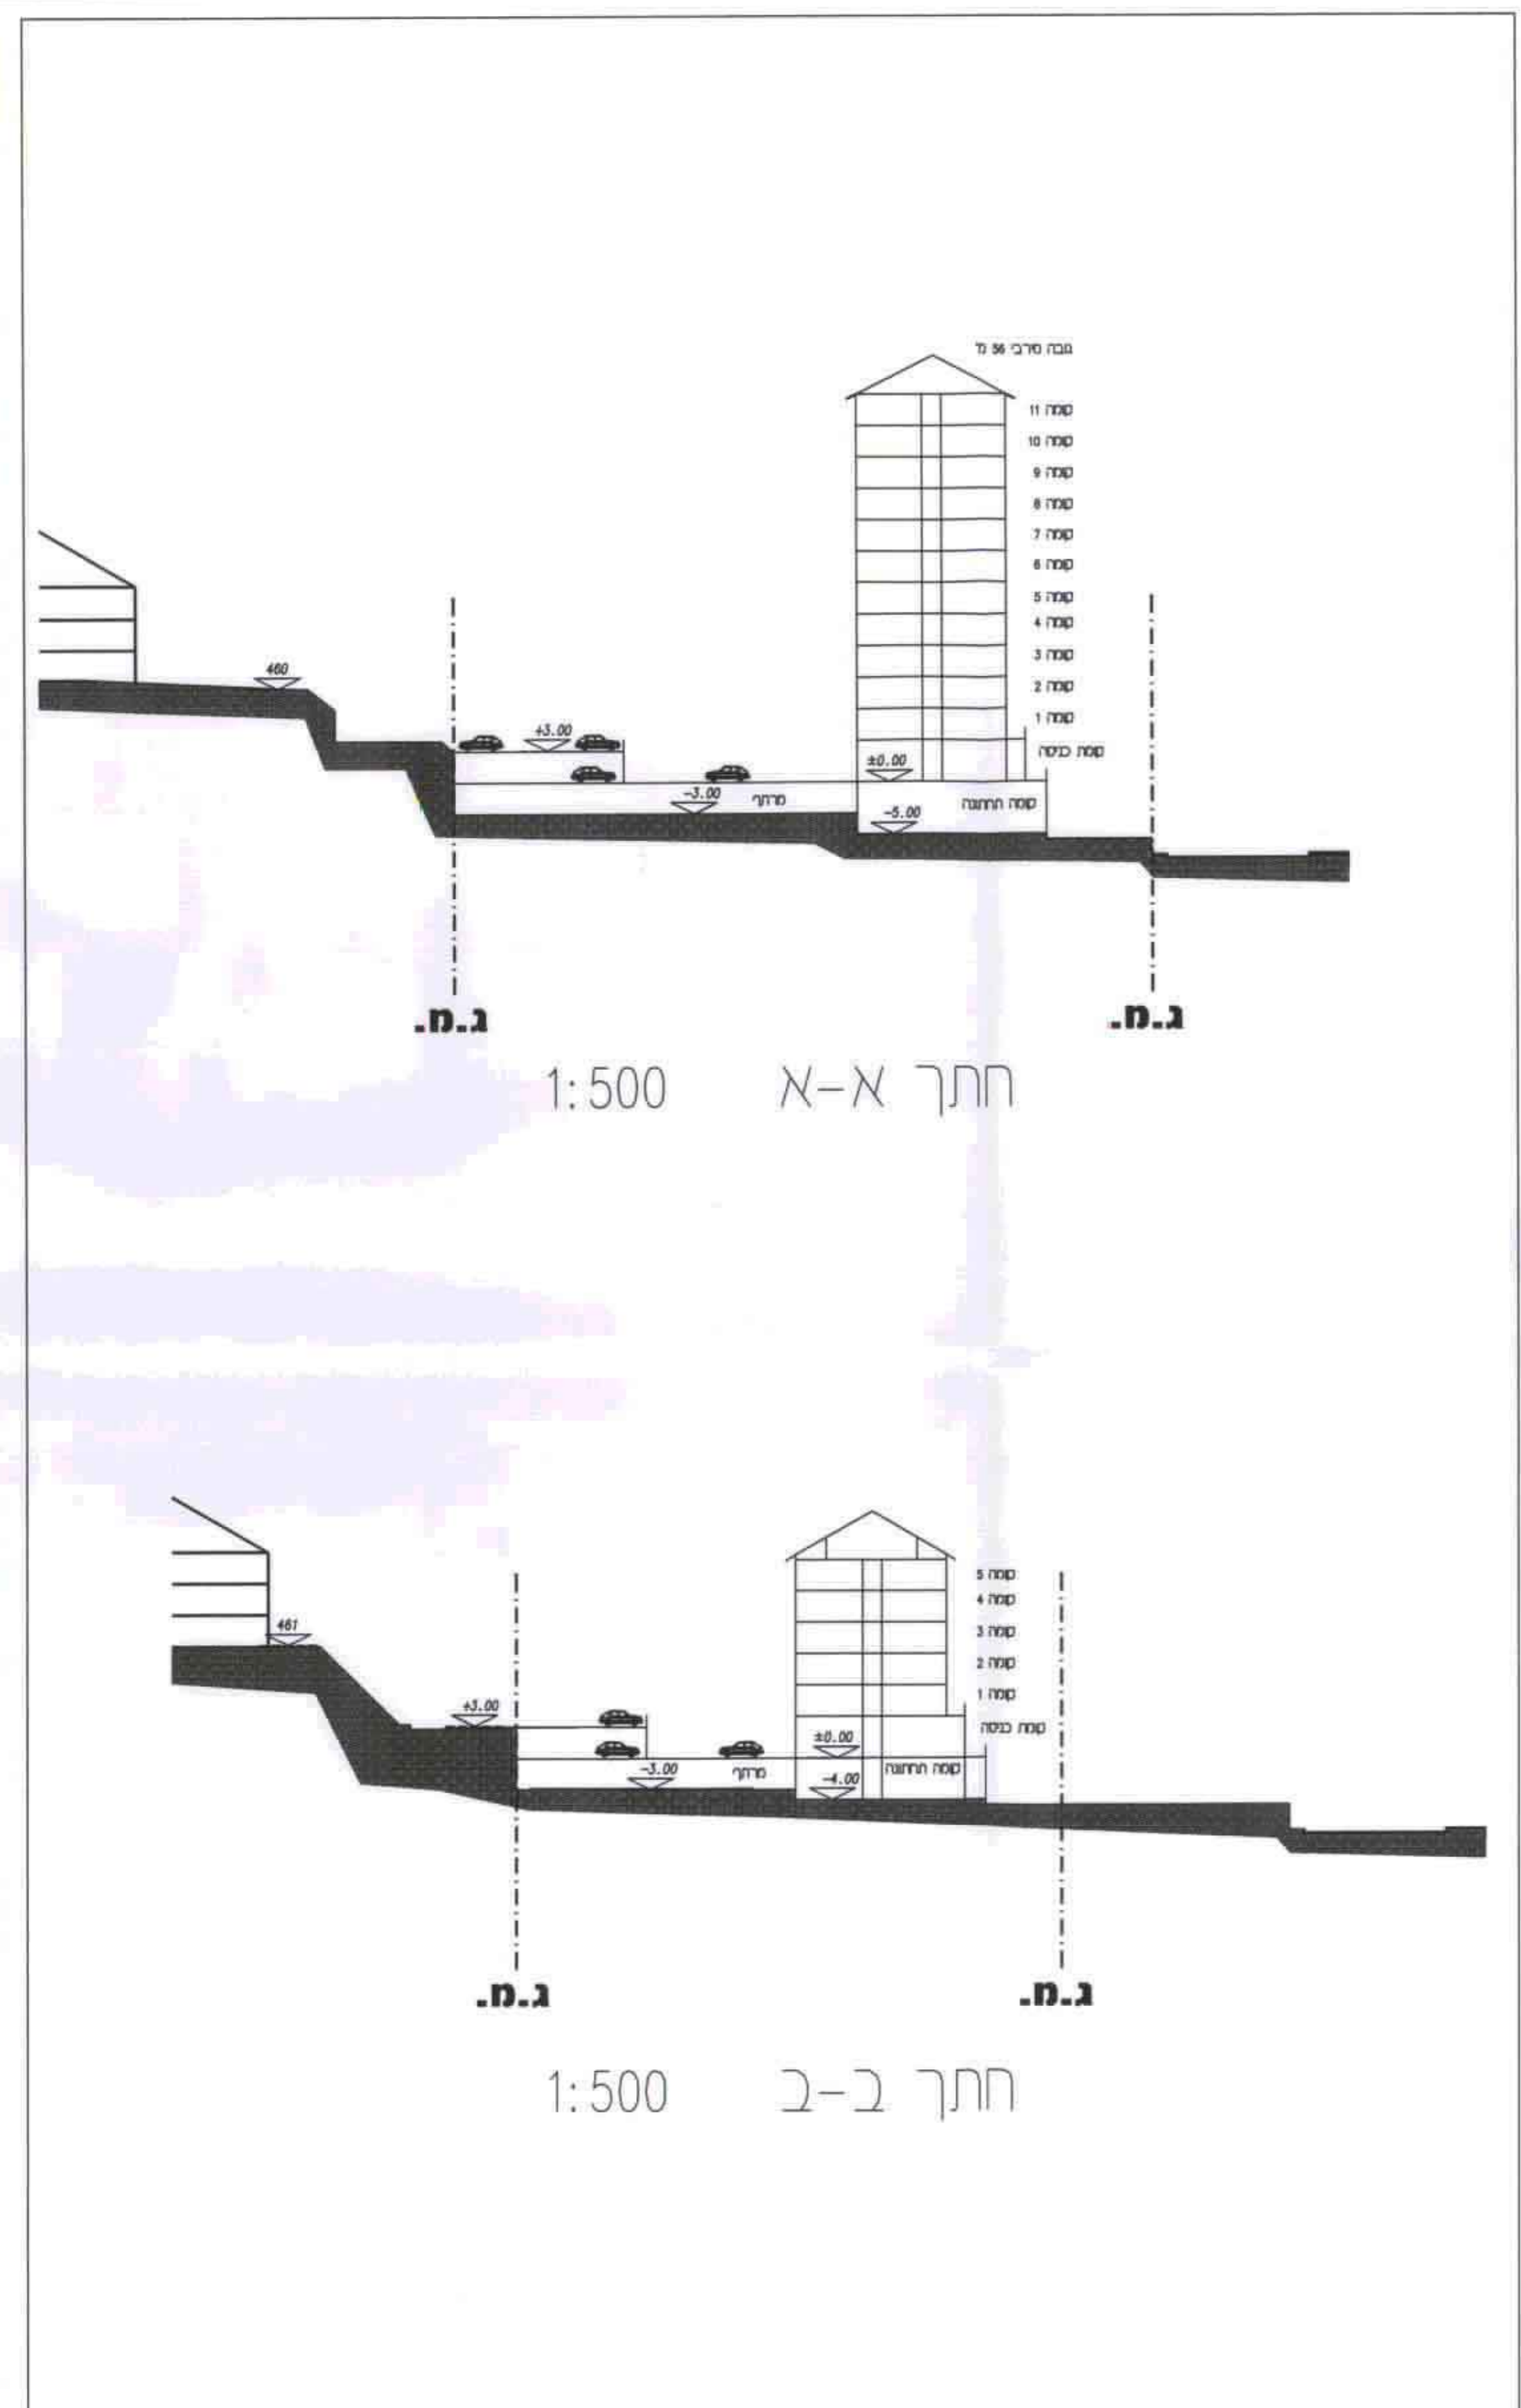 גובה מירבי 56 מ'
קומה 11
קומה 10
קומה 9
קומה 8
קומה 7
קומה 6
קומה 5
קומה 4
קומה 3
קומה 2
קומה 1
קומת כניסה
460
+3.00
±0.00
-3.00
מרתף
-5.00
קומה תחתונה
ג.מ.
ג.מ.
חתך א-א 1:500
קומה 5
קומה 4
קומה 3
קומה 2
קומה 1
קומת כניסה
461
+3.00
±0.00
-3.00
מרתף
-4.00
קומה תחתונה
ג.מ.
ג.מ.
חתך ב-ב 1:500